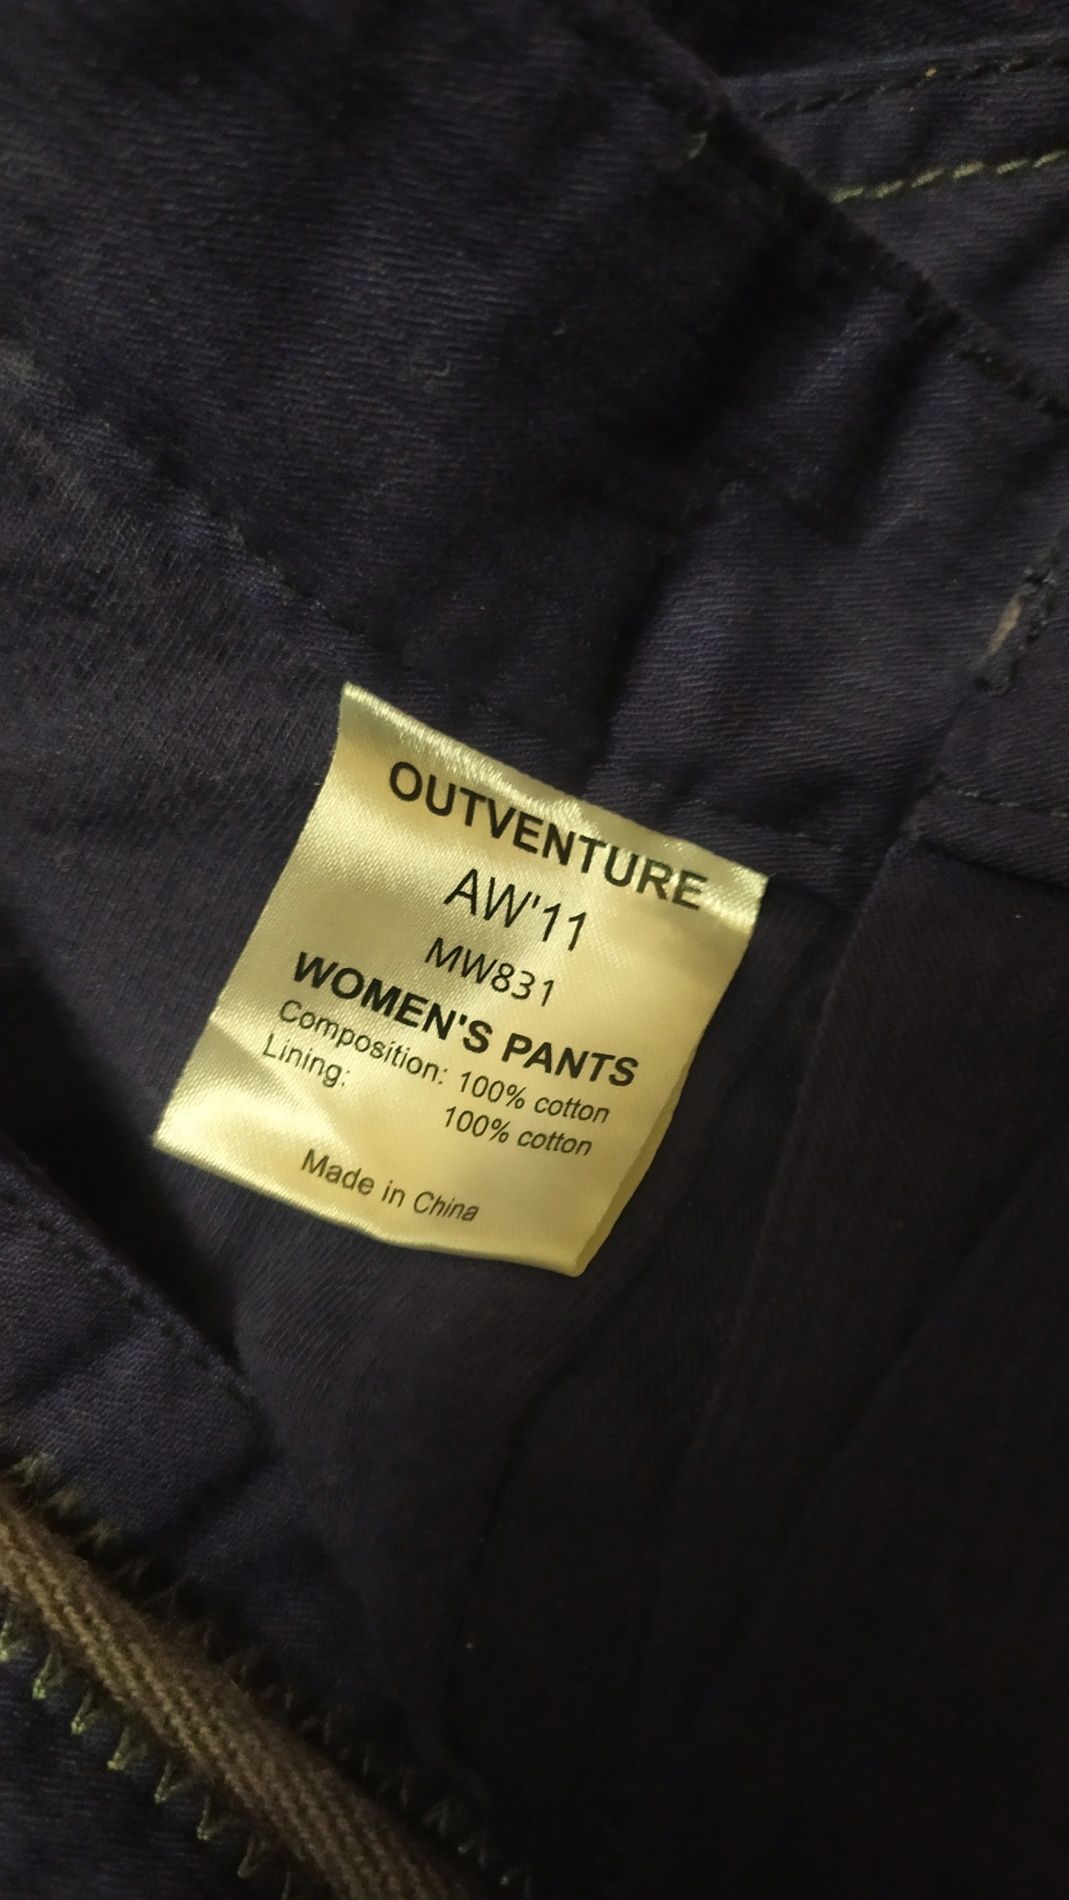 OUTVENTURE
AW'11
MW831
WOMEN'S PANTS
Composition: 100% cotton
Lining: 100% cotton
Made in China